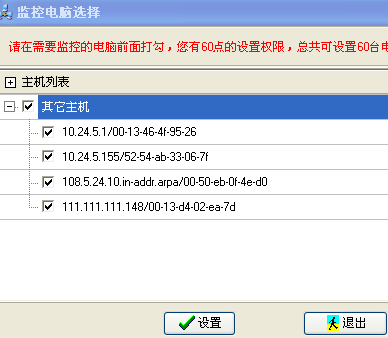 监控电脑选择
请在需要监控的电脑前面打勾，您有60点的设置权限，总共可设置60台
主机列表
其它主机
10.24.5.1/00-13-46-4f-95-26
10.24.5.155/52-54-ab-33-06-7f
108.5.24.10.in-addr.arpa/00-50-eb-0f-4e-d0
111.111.111.148/00-13-d4-02-ea-7d
设置
退出